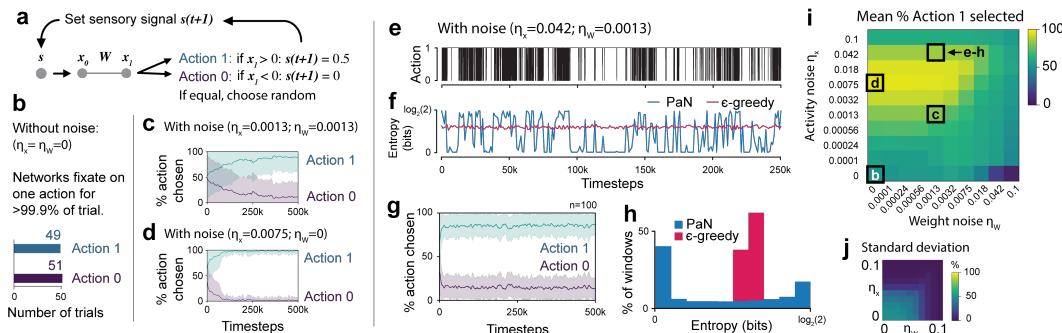 a
Set sensory signal s(t+1)
s
x₀ W x₁
Action 1: if x₁> 0: s(t+1) = 0.5
Action 0: if x₁< 0: s(t+1) = 0
If equal, choose random
b
Without noise:
(ηₓ= η_W=0)
Networks fixate on
one action for
>99.9% of trial.
49
Action 1
51
Action 0
0 50
Number of trials
c With noise (ηₓ=0.0013; η_W=0.0013)
% action
chosen
100
50
0
Action 1
Action 0
0 250k 500k
d With noise (ηₓ=0.0075; η_W=0)
% action
chosen
100
50
0
Action 1
Action 0
0 250k 500k
Timesteps
e With noise (ηₓ=0.042; η_W=0.0013)
Action
1
0
f
PaN ϵ-greedy
Entropy
(bits)
log₂(2)
0
0 50k 100k 150k 200k 250k
Timesteps
g
n=100
% action chosen
100
50
0
Action 1
Action 0
0 250k 500k
Timesteps
h
PaN
ϵ-greedy
% of windows
50
0
0 log₂(2)
Entropy (bits)
i
Mean % Action 1 selected
Activity noise ηₓ
0.1
0.042
0.018
0.0075
0.0032
0.0013
0.00056
0.00024
0.0001
0
e-h
d
c
b
0 0.0001 0.00024 0.00056 0.0013 0.0032 0.0075 0.018 0.042 0.1
Weight noise η_W
100
50
0
j
Standard deviation
0.1
ηₓ
0
0 η_W 0.1
%
100
50
0